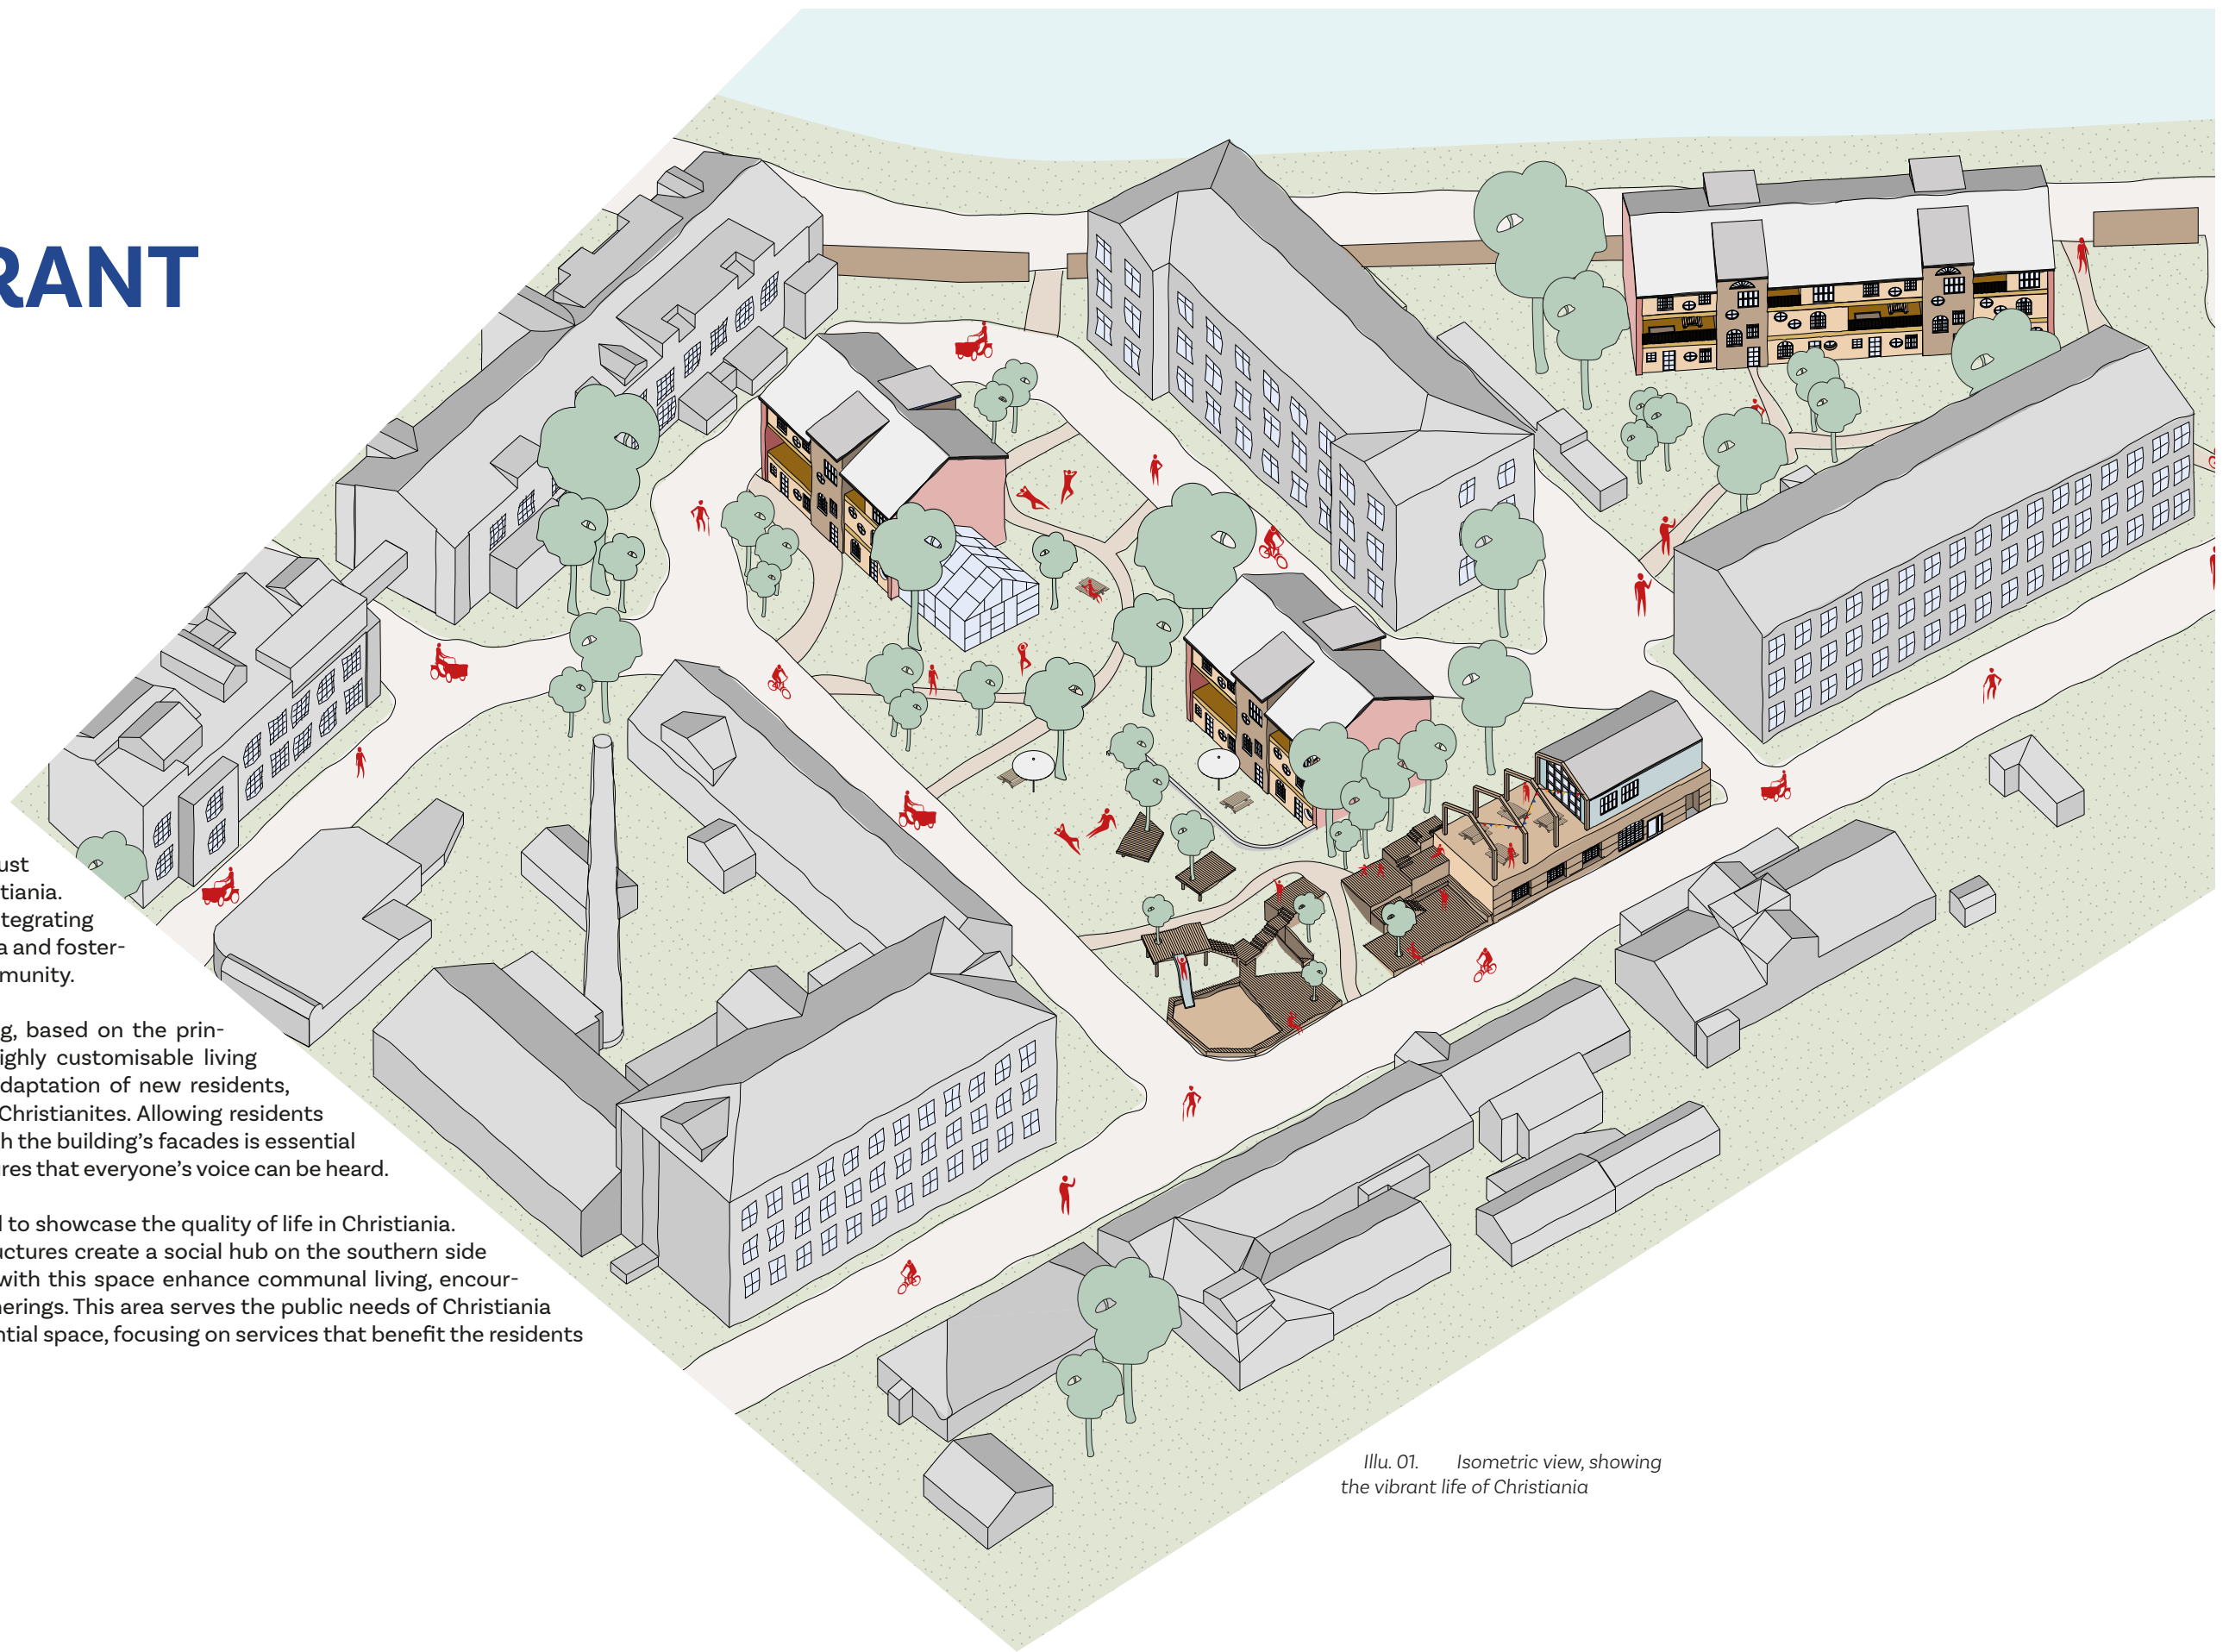 RANT
ust
tiania.
tegrating
a and foster-
munity.
g, based on the prin-
ighly customisable living
daptation of new residents,
Christianites. Allowing residents
h the building's facades is essential
ures that everyone's voice can be heard.
l to showcase the quality of life in Christiania.
uctures create a social hub on the southern side
with this space enhance communal living, encour-
herings. This area serves the public needs of Christiania
ntial space, focusing on services that benefit the residents
Illu. 01. Isometric view, showing
the vibrant life of Christiania